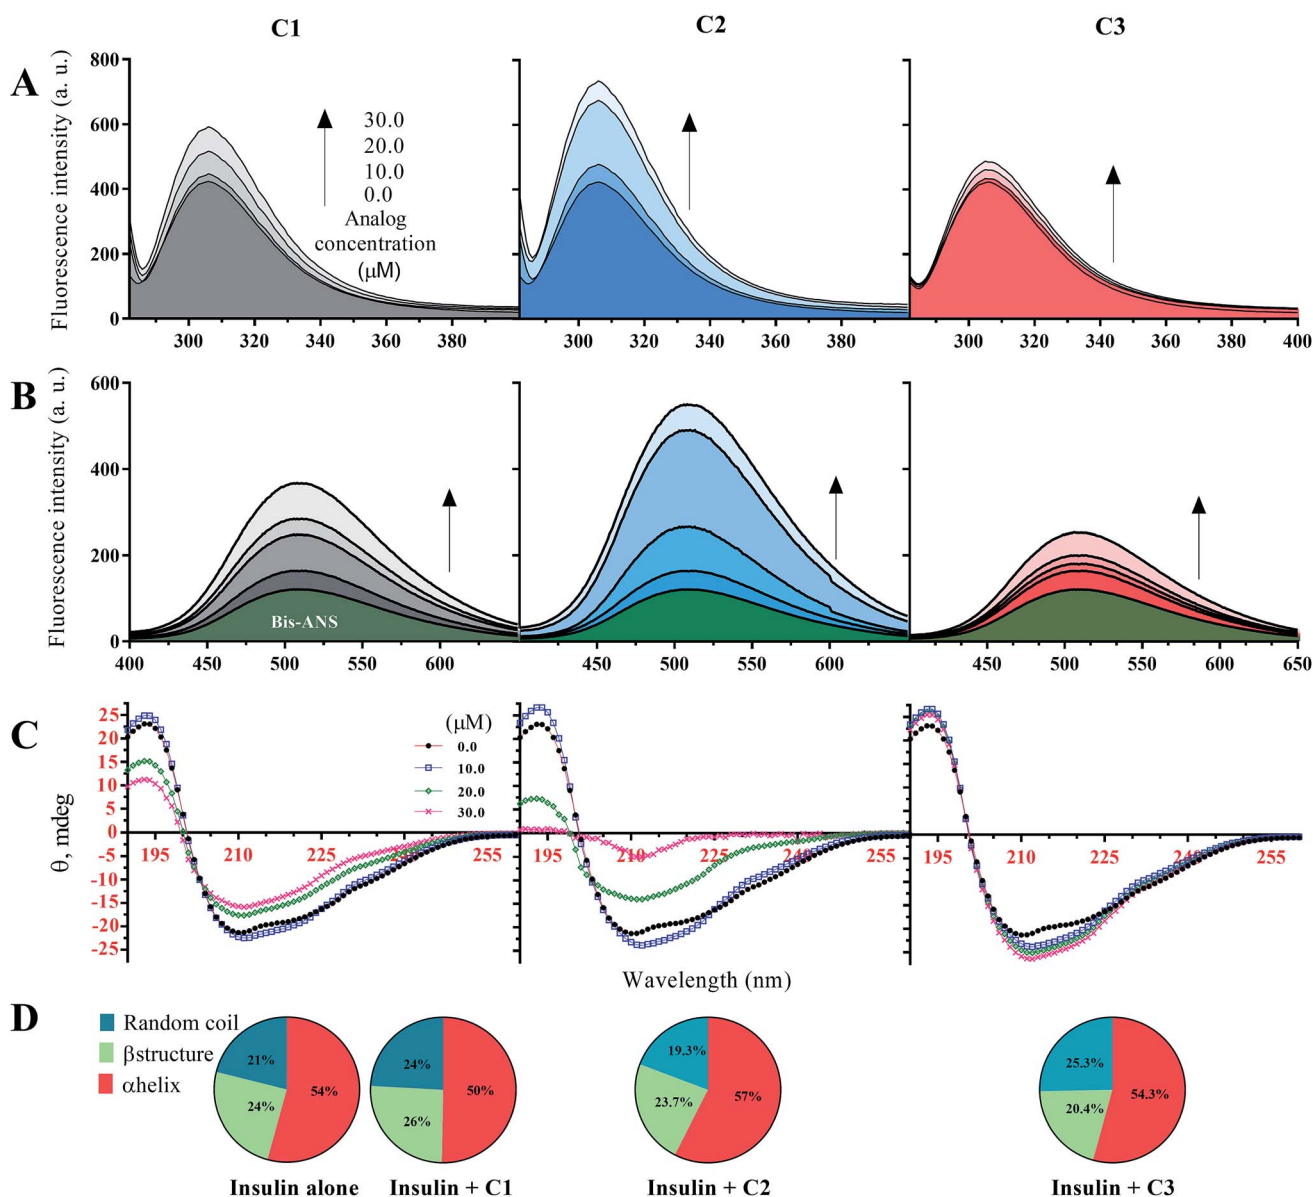 C1
C2
C3
A
Fluorescence intensity (a. u.)
800
600
400
200
0
30.0
20.0
10.0
0.0
Analog
concentration
(μM)
300 320 340 360 380
300 320 340 360 380
300 320 340 360 380 400
B
Fluorescence intensity (a. u.)
600
400
200
0
Bis-ANS
400 450 500 550 600
450 500 550 600
450 500 550 600 650
C
θ, mdeg
25
20
15
10
5
0
-5
-10
-15
-20
-25
(μM)
0.0
10.0
20.0
30.0
195 210 225 240 255
195 210 225 240 255
195 210 225 240 255
Wavelength (nm)
D
Random coil
βstructure
αhelix
21%
24%
54%
24%
26%
50%
19.3%
23.7%
57%
25.3%
20.4%
54.3%
Insulin alone
Insulin + C1
Insulin + C2
Insulin + C3